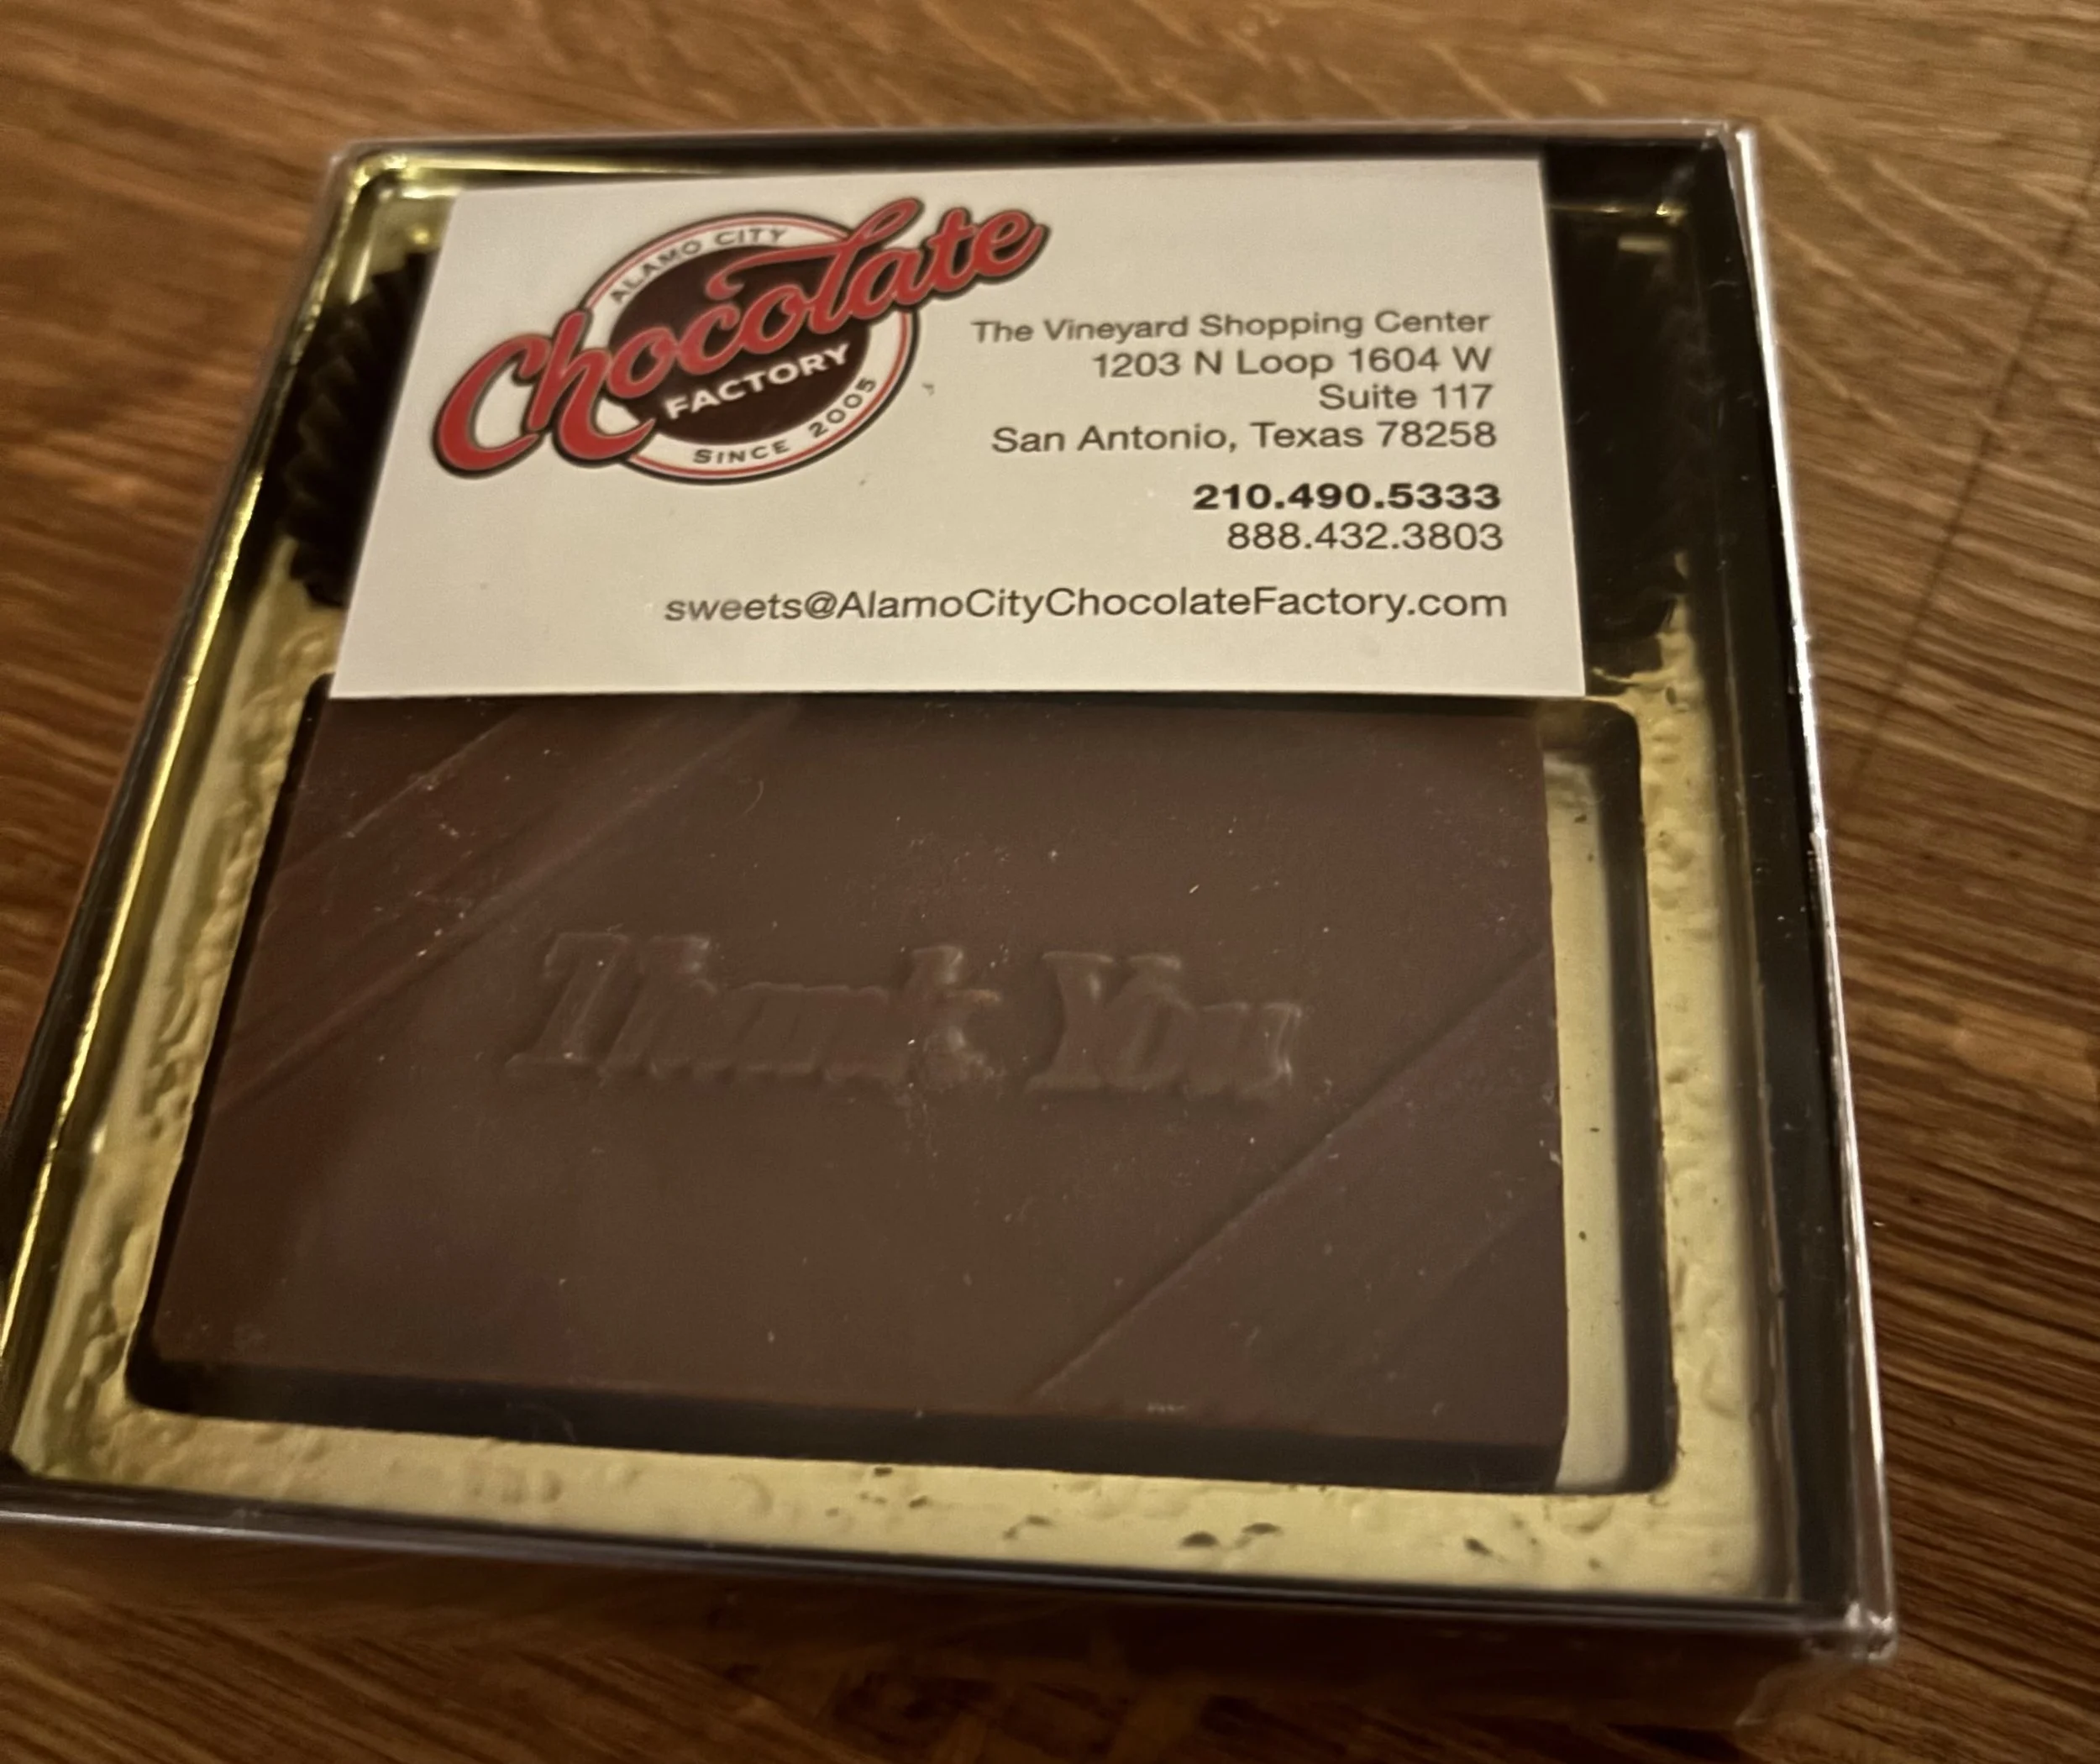 ALAMO CITY
Chocolate
FACTORY
SINCE 2005
The Vineyard Shopping Center
1203 N Loop 1604 W
Suite 117
San Antonio, Texas 78258
210.490.5333
888.432.3803
sweets@AlamoCityChocolateFactory.com
Thank You